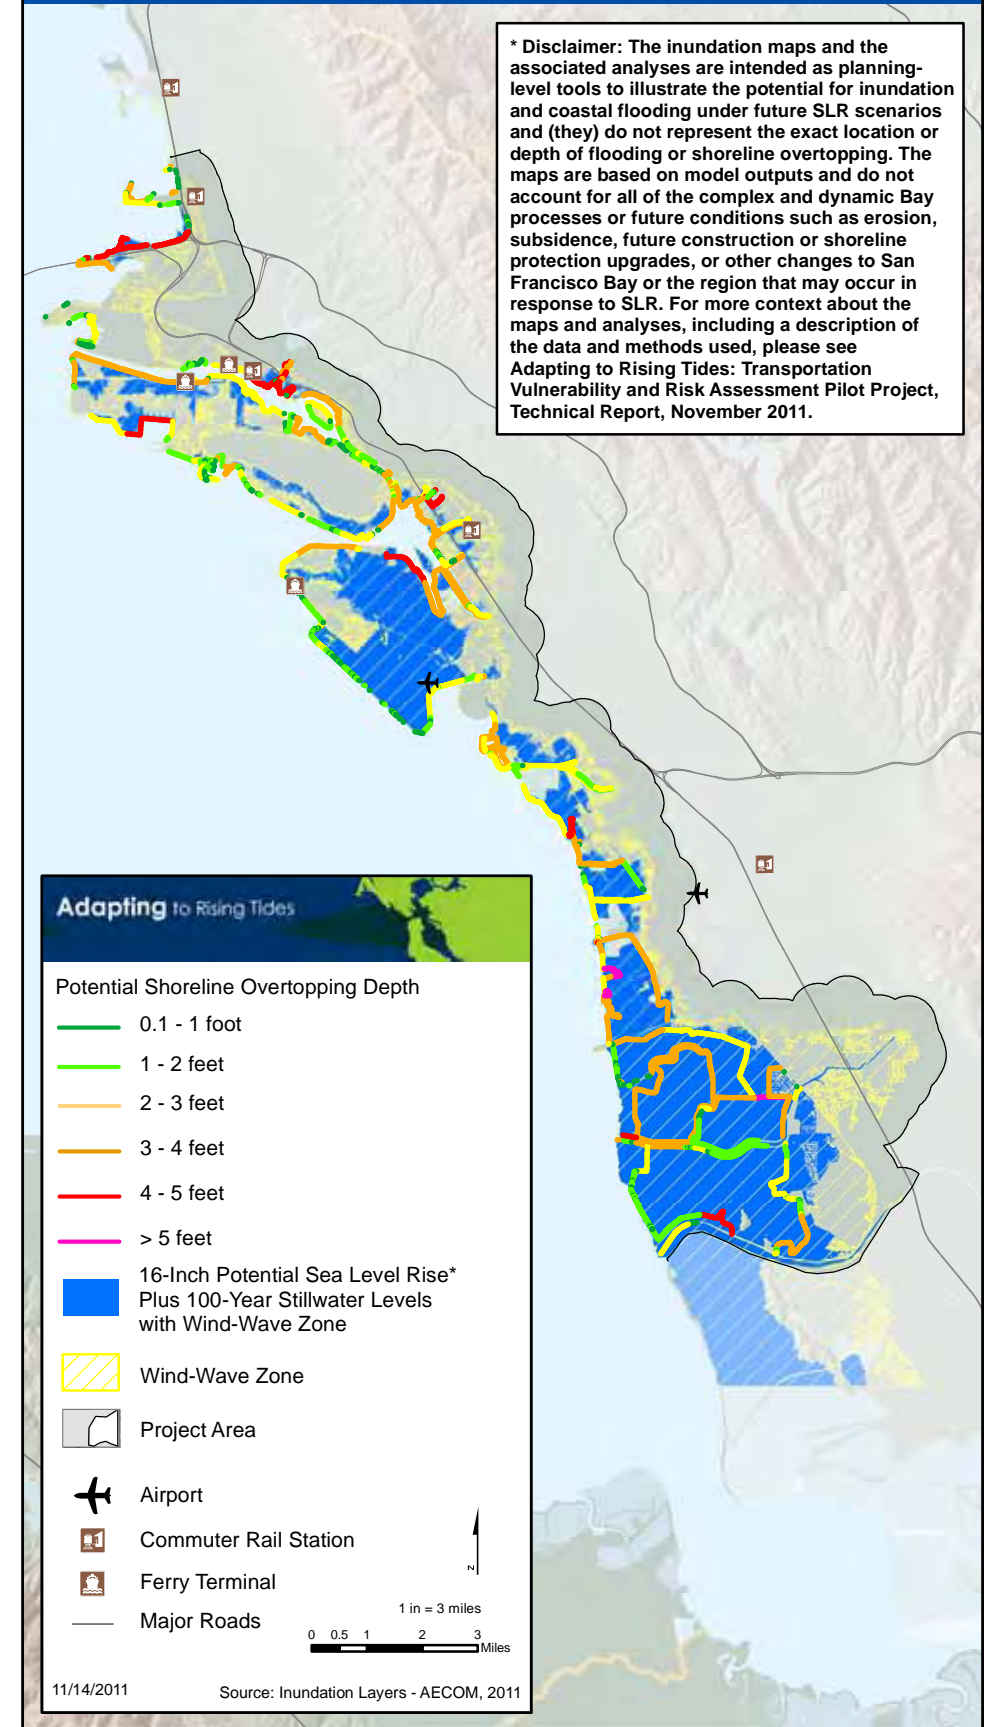 * Disclaimer: The inundation maps and the
associated analyses are intended as planning-
level tools to illustrate the potential for inundation
and coastal flooding under future SLR scenarios
and (they) do not represent the exact location or
depth of flooding or shoreline overtopping. The
maps are based on model outputs and do not
account for all of the complex and dynamic Bay
processes or future conditions such as erosion,
subsidence, future construction or shoreline
protection upgrades, or other changes to San
Francisco Bay or the region that may occur in
response to SLR. For more context about the
maps and analyses, including a description of
the data and methods used, please see
Adapting to Rising Tides: Transportation
Vulnerability and Risk Assessment Pilot Project,
Technical Report, November 2011.
Adapting to Rising Tides
Potential Shoreline Overtopping Depth
0.1 - 1 foot
1 - 2 feet
2 - 3 feet
3 - 4 feet
4 - 5 feet
> 5 feet
16-Inch Potential Sea Level Rise*
Plus 100-Year Stillwater Levels
with Wind-Wave Zone
Wind-Wave Zone
Project Area
Airport
Commuter Rail Station
Ferry Terminal
Major Roads
N
1 in = 3 miles
0 0.5 1 2 3
Miles
11/14/2011 Source: Inundation Layers - AECOM, 2011